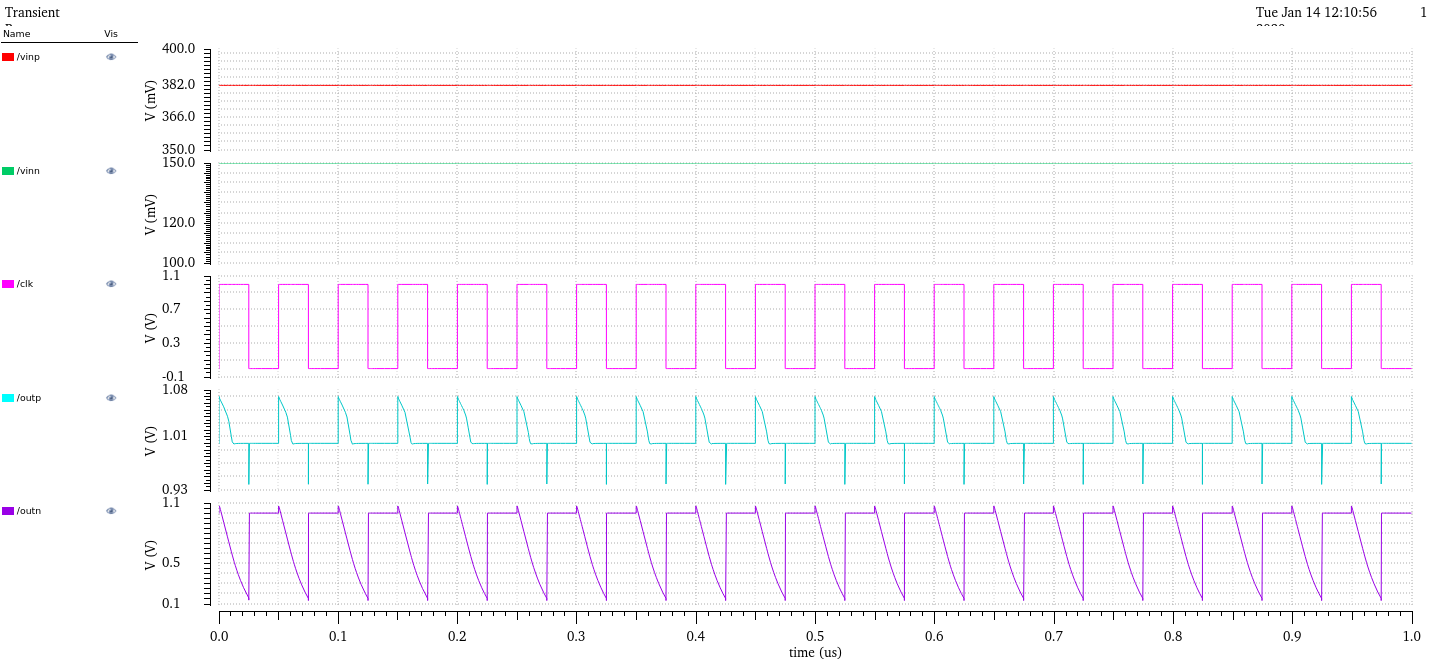 Transient
Tue Jan 14 12:10:56 1
Name Vis
/vinp
400.0
382.0
366.0
350.0
V (mV)
/vinn
150.0
120.0
100.0
V (mV)
/clk
1.1
0.7
0.3
-0.1
V (V)
/outp
1.08
1.01
0.93
V (V)
/outn
1.1
0.5
0.1
V (V)
0.0 0.1 0.2 0.3 0.4 0.5 0.6 0.7 0.8 0.9 1.0
time (us)